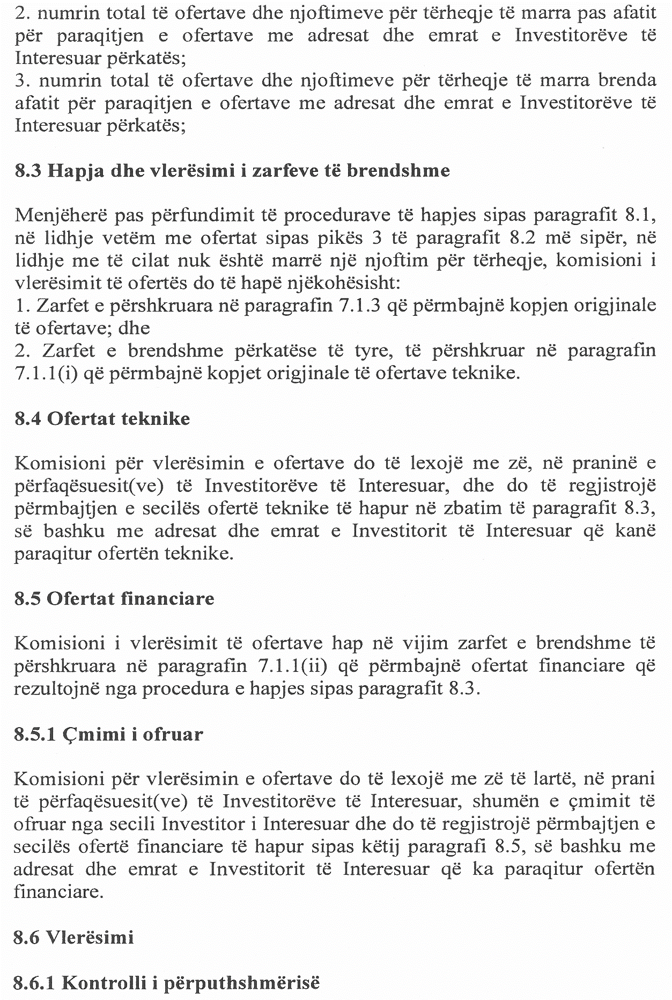 2. numrin total të ofertave dhe njoftimeve për tërheqje të marra pas afatit
për paraqitjen e ofertave me adresat dhe emrat e Investitorëve të
Interesuar përkatës;
3. numrin total të ofertave dhe njoftimeve për tërheqje të marra brenda
afatit për paraqitjen e ofertave me adresat dhe emrat e Investitorëve të
Interesuar përkatës;
8.3 Hapja dhe vlerësimi i zarfeve të brendshme
Menjëherë pas përfundimit të procedurave të hapjes sipas paragrafit 8.1,
në lidhje vetëm me ofertat sipas pikës 3 të paragrafit 8.2 më sipër, në
lidhje me të cilat nuk është marrë një njoftim për tërheqje, komisioni i
vlerësimit të ofertës do të hapë njëkohësisht:
1. Zarfet e përshkruara në paragrafin 7.1.3 që përmbajnë kopjen origjinale
të ofertave; dhe
2. Zarfet e brendshme përkatëse të tyre, të përshkruar në paragrafin
7.1.1(i) që përmbajnë kopjet origjinale të ofertave teknike.
8.4 Ofertat teknike
Komisioni për vlerësimin e ofertave do të lexojë me zë, në praninë e
përfaqësuesit(ve) të Investitorëve të Interesuar, dhe do të regjistrojë
përmbajtjen e secilës ofertë teknike të hapur në zbatim të paragrafit 8.3,
së bashku me adresat dhe emrat e Investitorit të Interesuar që kanë
paraqitur ofertën teknike.
8.5 Ofertat financiare
Komisioni i vlerësimit të ofertave hap në vijim zarfet e brendshme të
përshkruara në paragrafin 7.1.1(ii) që përmbajnë ofertat financiare që
rezultojnë nga procedura e hapjes sipas paragrafit 8.3.
8.5.1 Çmimi i ofruar
Komisioni për vlerësimin e ofertave do të lexojë me zë të lartë, në prani
të përfaqësuesit(ve) të Investitorëve të Interesuar, shumën e çmimit të
ofruar nga secili Investitor i Interesuar dhe do të regjistrojë përmbajtjen e
secilës ofertë financiare të hapur sipas këtij paragrafi 8.5, së bashku me
adresat dhe emrat e Investitorit të Interesuar që ka paraqitur ofertën
financiare.
8.6 Vlerësimi
8.6.1 Kontrolli i përputhshmërisë